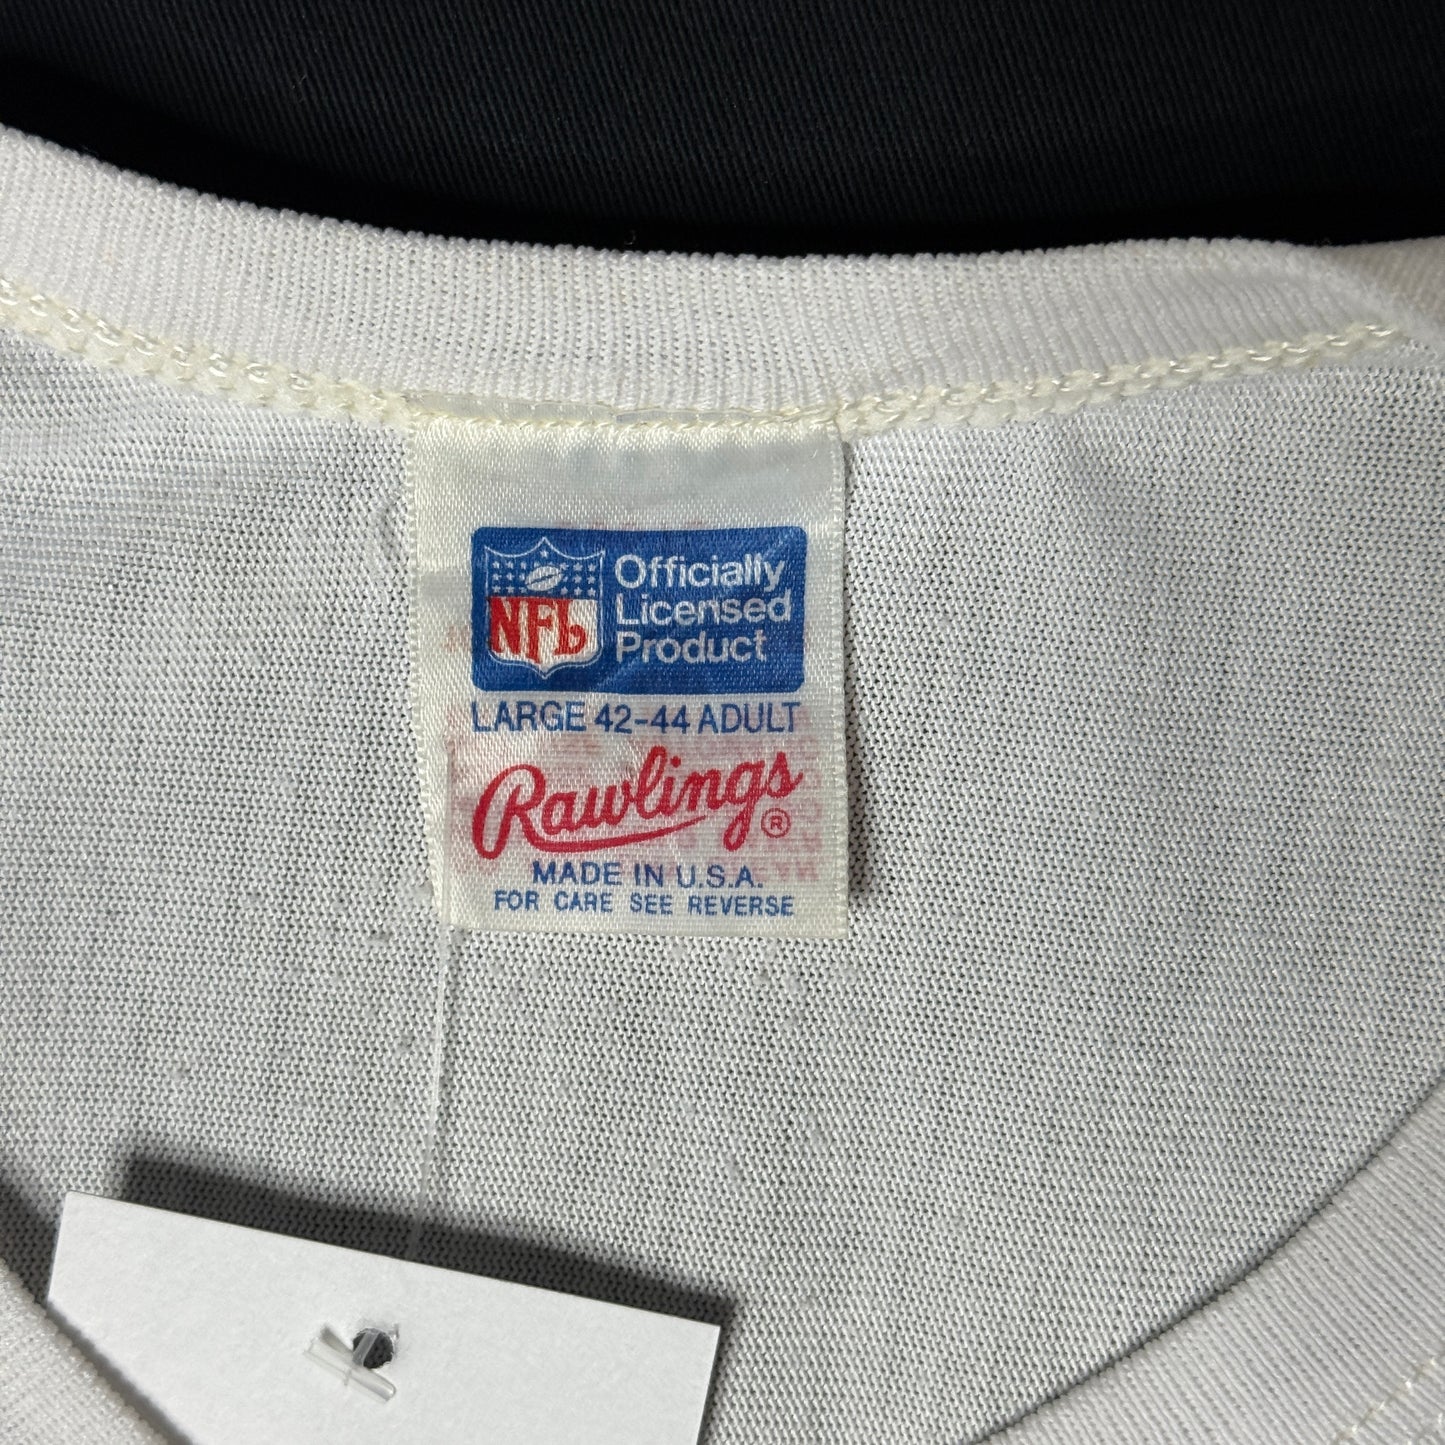 NFL
Officially
Licensed
Product
LARGE 42-44 ADULT
Rawlings ®
MADE IN U.S.A.
FOR CARE SEE REVERSE